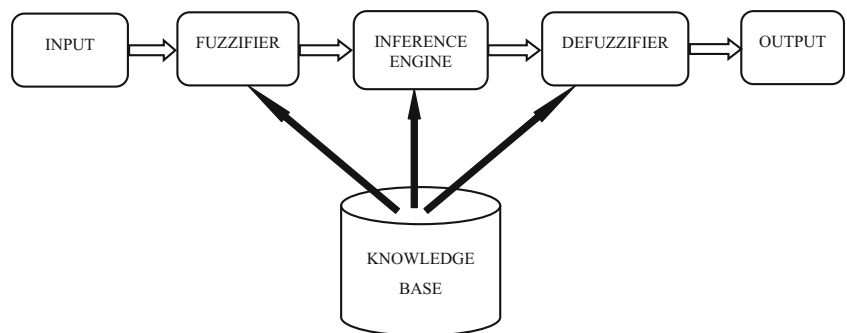 INPUT
FUZZIFIER
INFERENCE
ENGINE
DEFUZZIFIER
OUTPUT
KNOWLEDGE
BASE